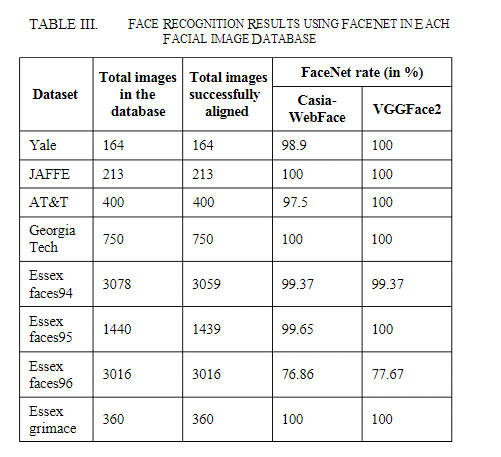 TABLE III. FACE RECOGNITION RESULTS USING FACENET IN EACH
FACIAL IMAGE DATABASE
Dataset
Total images
in the
database
Total images
successfully
aligned
FaceNet rate (in %)
Casia-
WebFace
VGGFace2
Yale 164 164 98.9 100
JAFFE 213 213 100 100
AT&T 400 400 97.5 100
Georgia
Tech 750 750 100 100
Essex
faces94 3078 3059 99.37 99.37
Essex
faces95 1440 1439 99.65 100
Essex
faces96 3016 3016 76.86 77.67
Essex
grimace 360 360 100 100